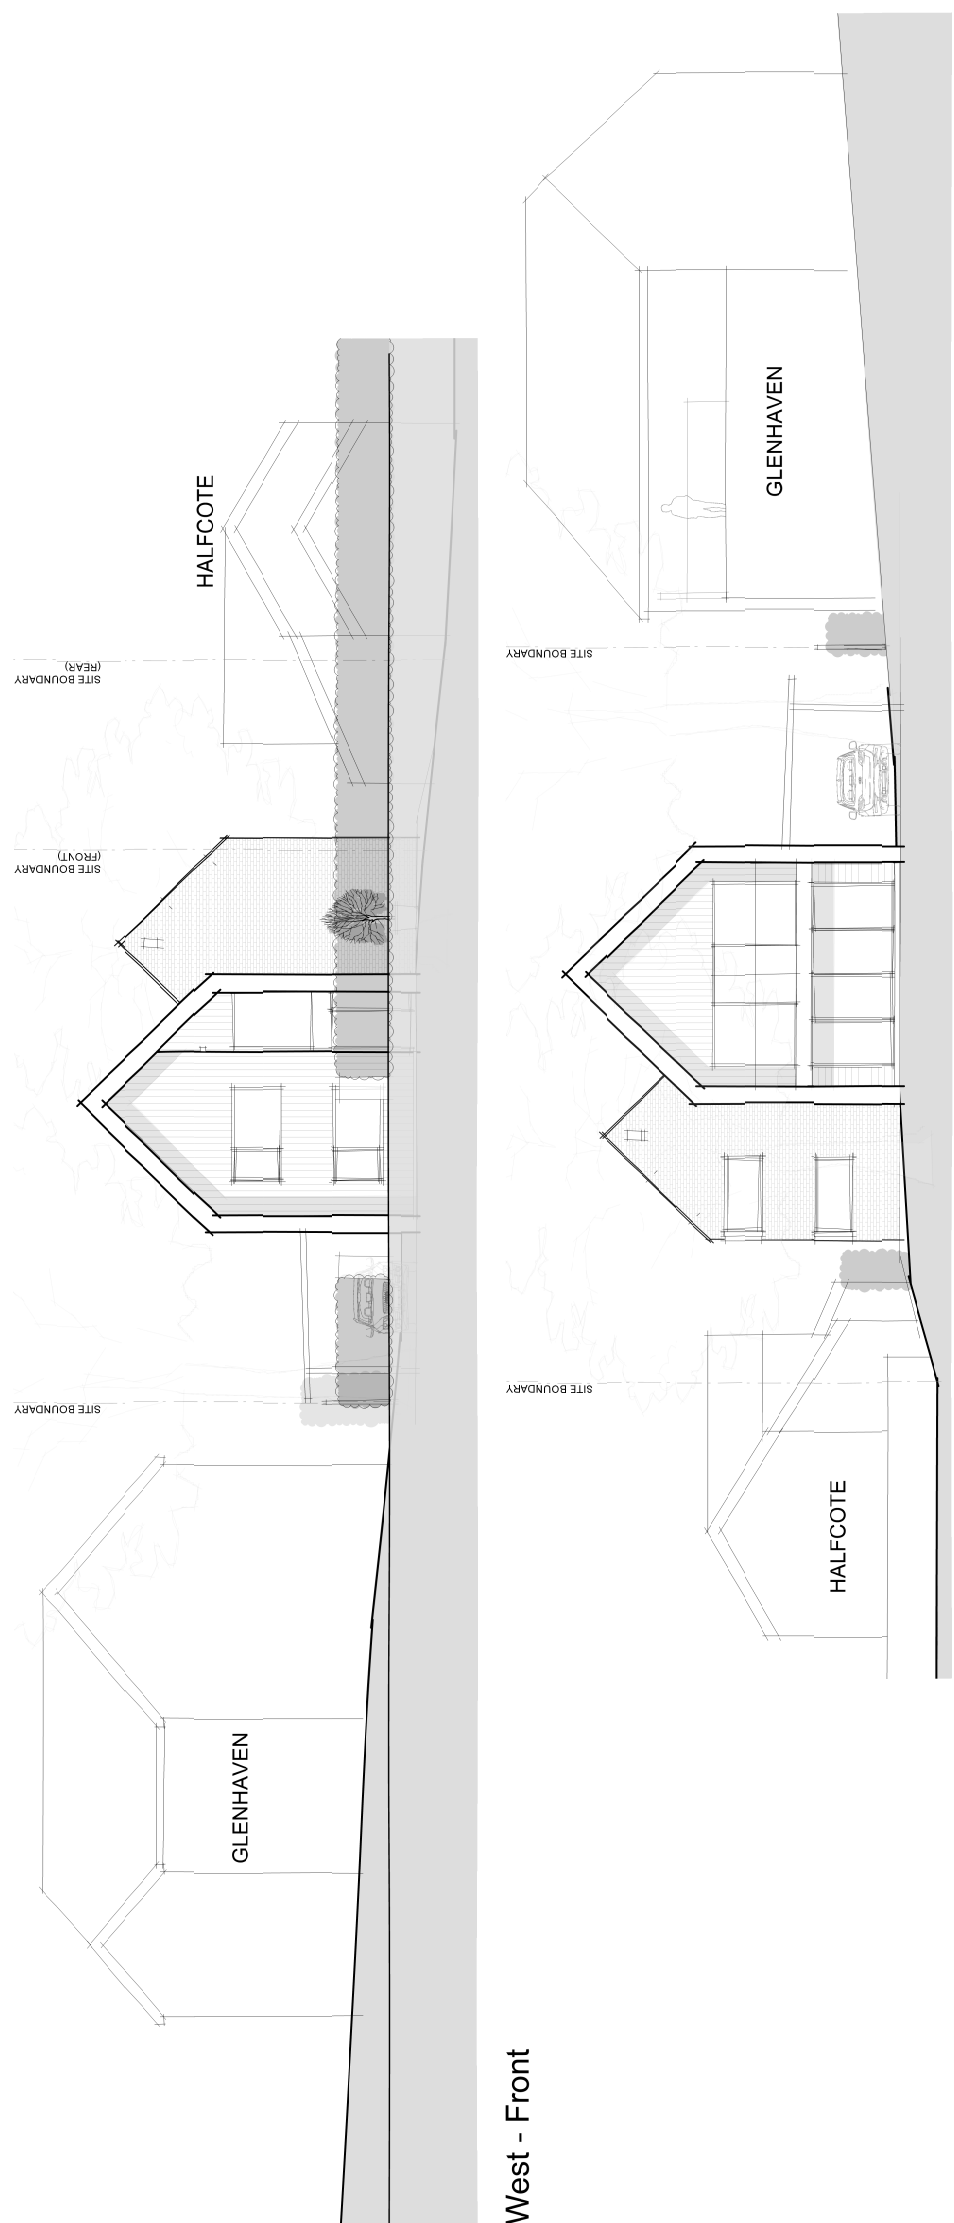 GLENHAVEN
SITE BOUNDARY
SITE BOUNDARY
(FRONT)
SITE BOUNDARY
(REAR)
HALFCOTE
West - Front
HALFCOTE
SITE BOUNDARY
SITE BOUNDARY
GLENHAVEN